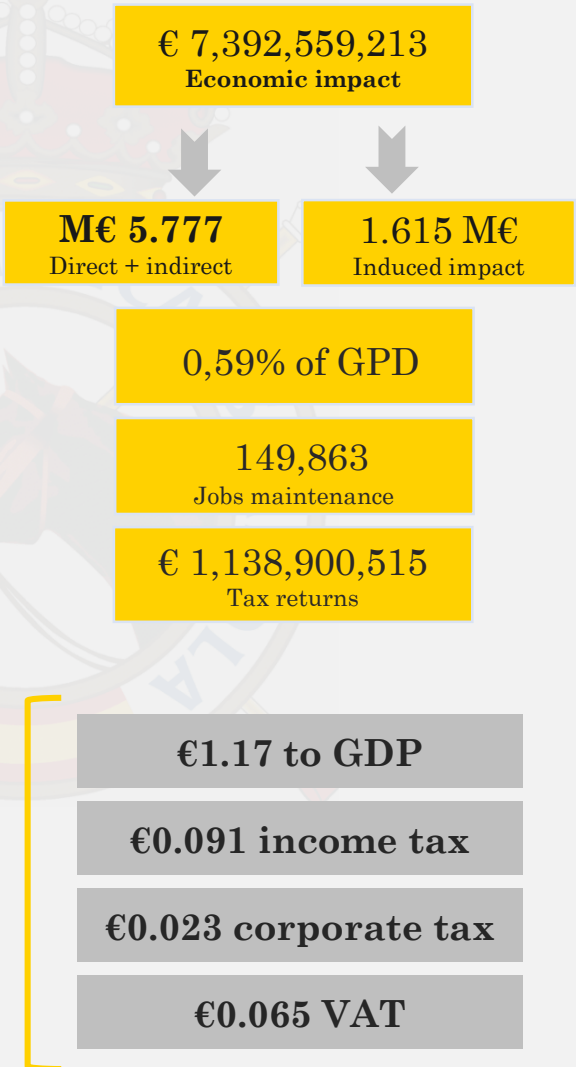 € 7,392,559,213
Economic impact
M€ 5.777
Direct + indirect
1.615 M€
Induced impact
0,59% of GPD
149,863
Jobs maintenance
€ 1,138,900,515
Tax returns
€1.17 to GDP
€0.091 income tax
€0.023 corporate tax
€0.065 VAT